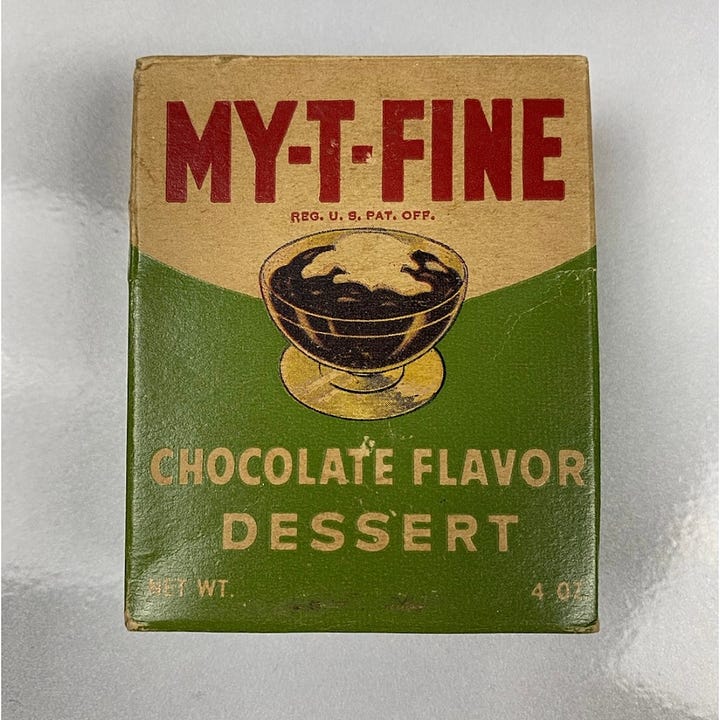 MY-T-FINE
REG. U. S. PAT. OFF.
CHOCOLATE FLAVOR
DESSERT
NET WT. 4 OZ.